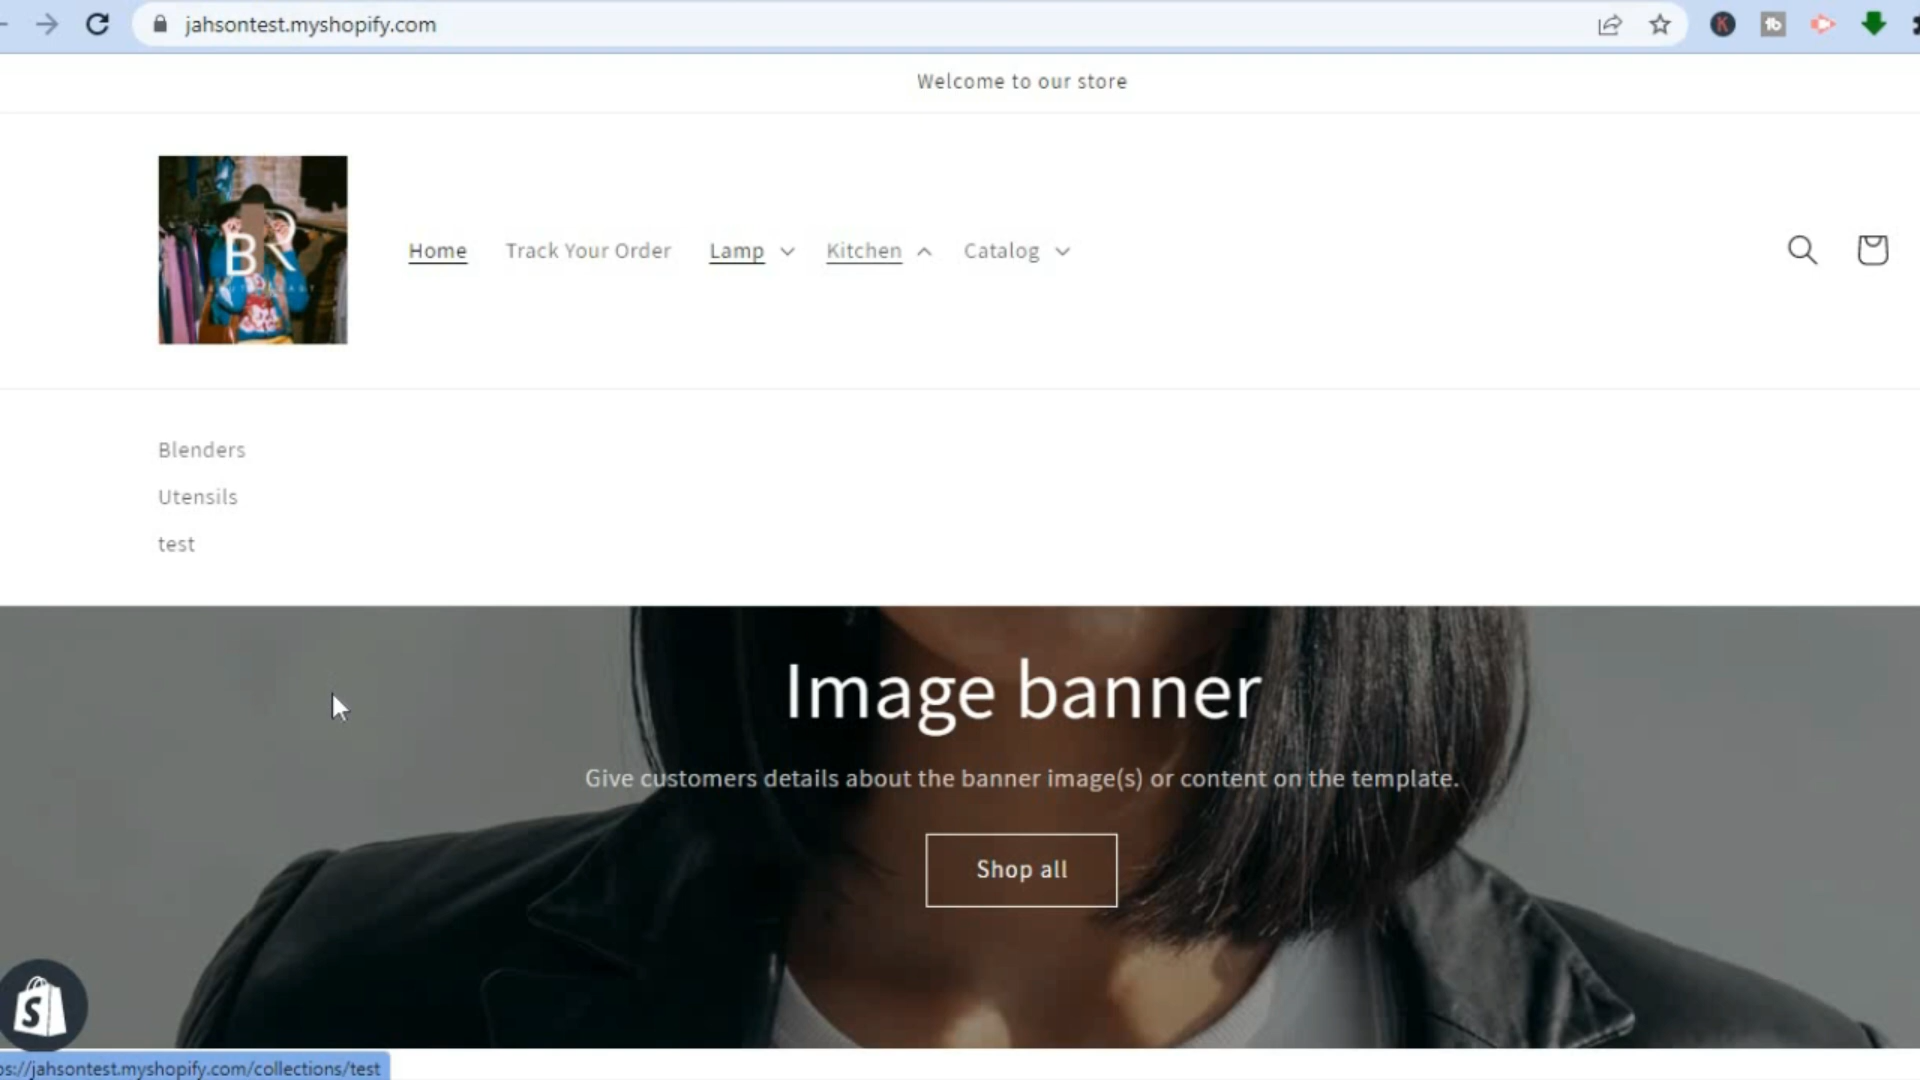 jahsontest.myshopify.com
Welcome to our store
BR
Home Track Your Order Lamp Kitchen Catalog
Blenders
Utensils
test
Image banner
Give customers details about the banner image(s) or content on the template.
Shop all
ps://jahsontest.myshopify.com/collections/test